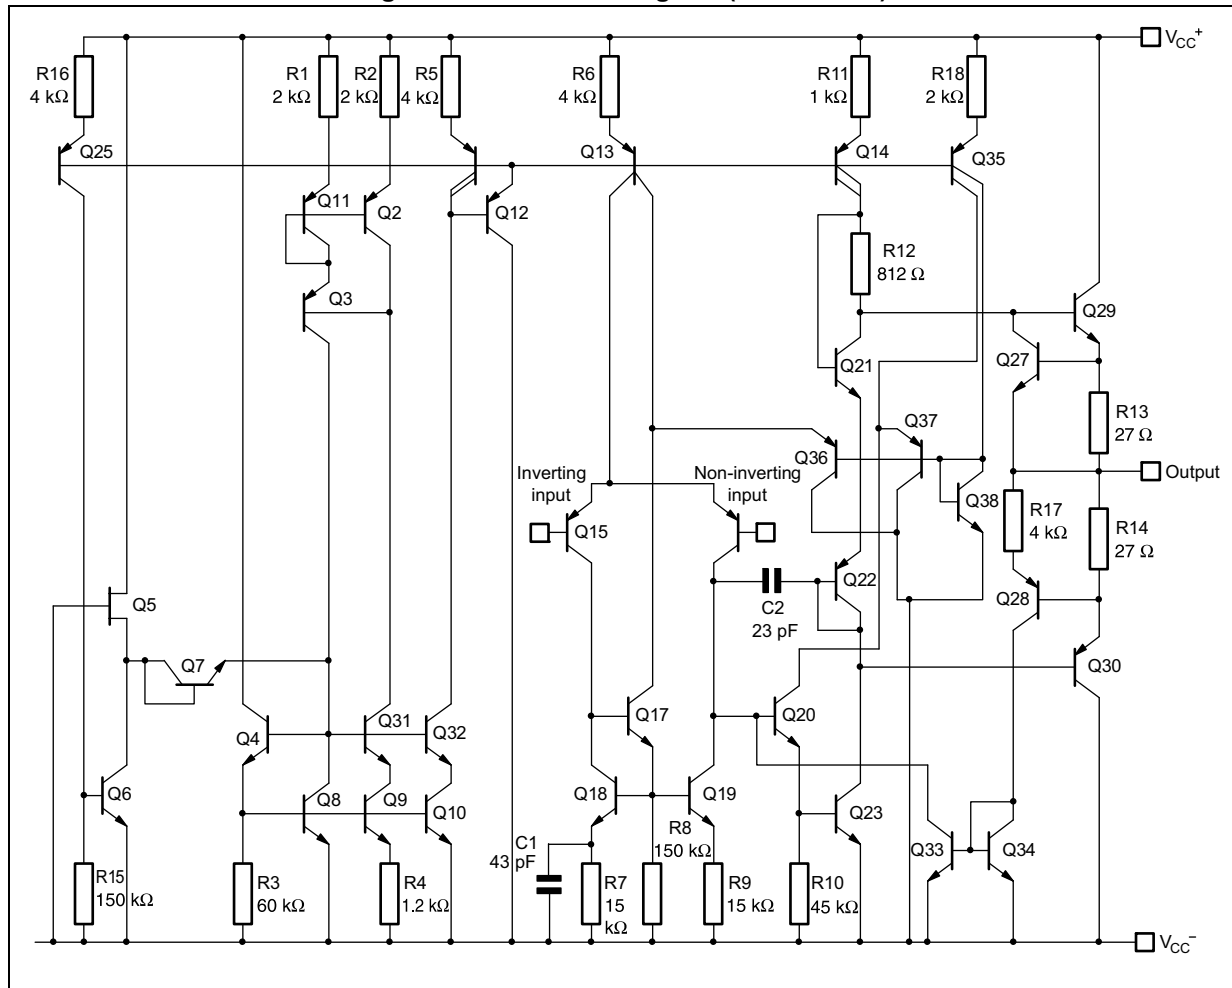 V_CC+
R16
4 kΩ
R1
2 kΩ
R2
2 kΩ
R5
4 kΩ
R6
4 kΩ
R11
1 kΩ
R18
2 kΩ
Q25
Q13
Q14
Q35
Q11
Q2
Q12
R12
812 Ω
Q3
Q29
Q27
Q21
R13
27 Ω
Q37
Q36
Inverting
input
Non-inverting
input
Output
Q38
R17
4 kΩ
R14
27 Ω
Q15
Q22
C2
23 pF
Q28
Q5
Q7
Q30
Q4
Q31
Q32
Q17
Q20
Q6
Q8
Q9
Q10
Q18
Q19
Q23
C1
43 pF
R8
150 kΩ
Q33
Q34
R15
150 kΩ
R3
60 kΩ
R4
1.2 kΩ
R7
15
kΩ
R9
15 kΩ
R10
45 kΩ
V_CC−